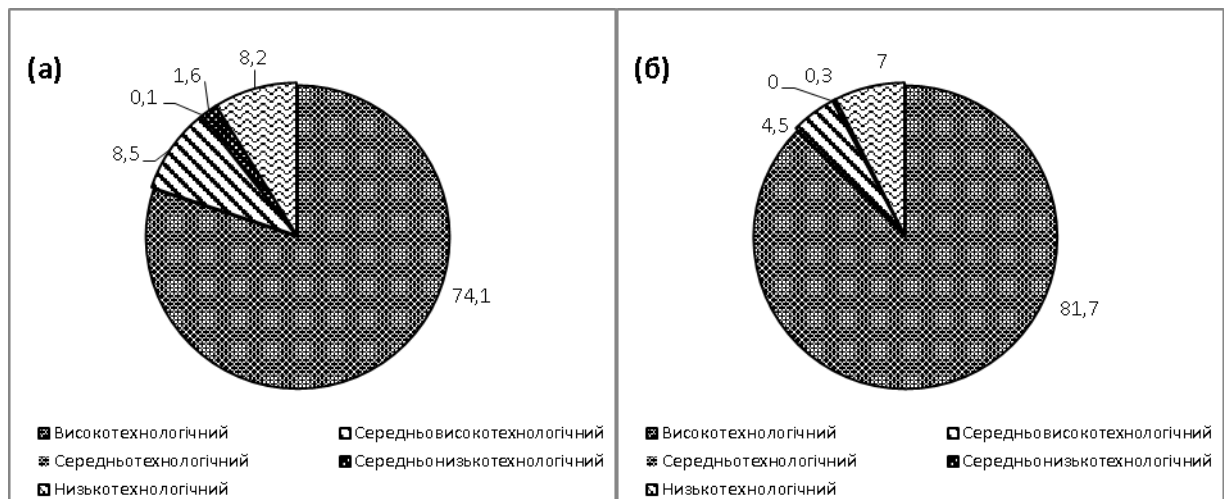 (а)
8,2
1,6
0,1
8,5
74,1
Високотехнологічний
Середньовисокотехнологічний
Середньотехнологічний
Середньонизькотехнологічний
Низькотехнологічний
(б)
7
0,3
0
4,5
81,7
Високотехнологічний
Середньовисокотехнологічний
Середньотехнологічний
Середньонизькотехнологічний
Низькотехнологічний